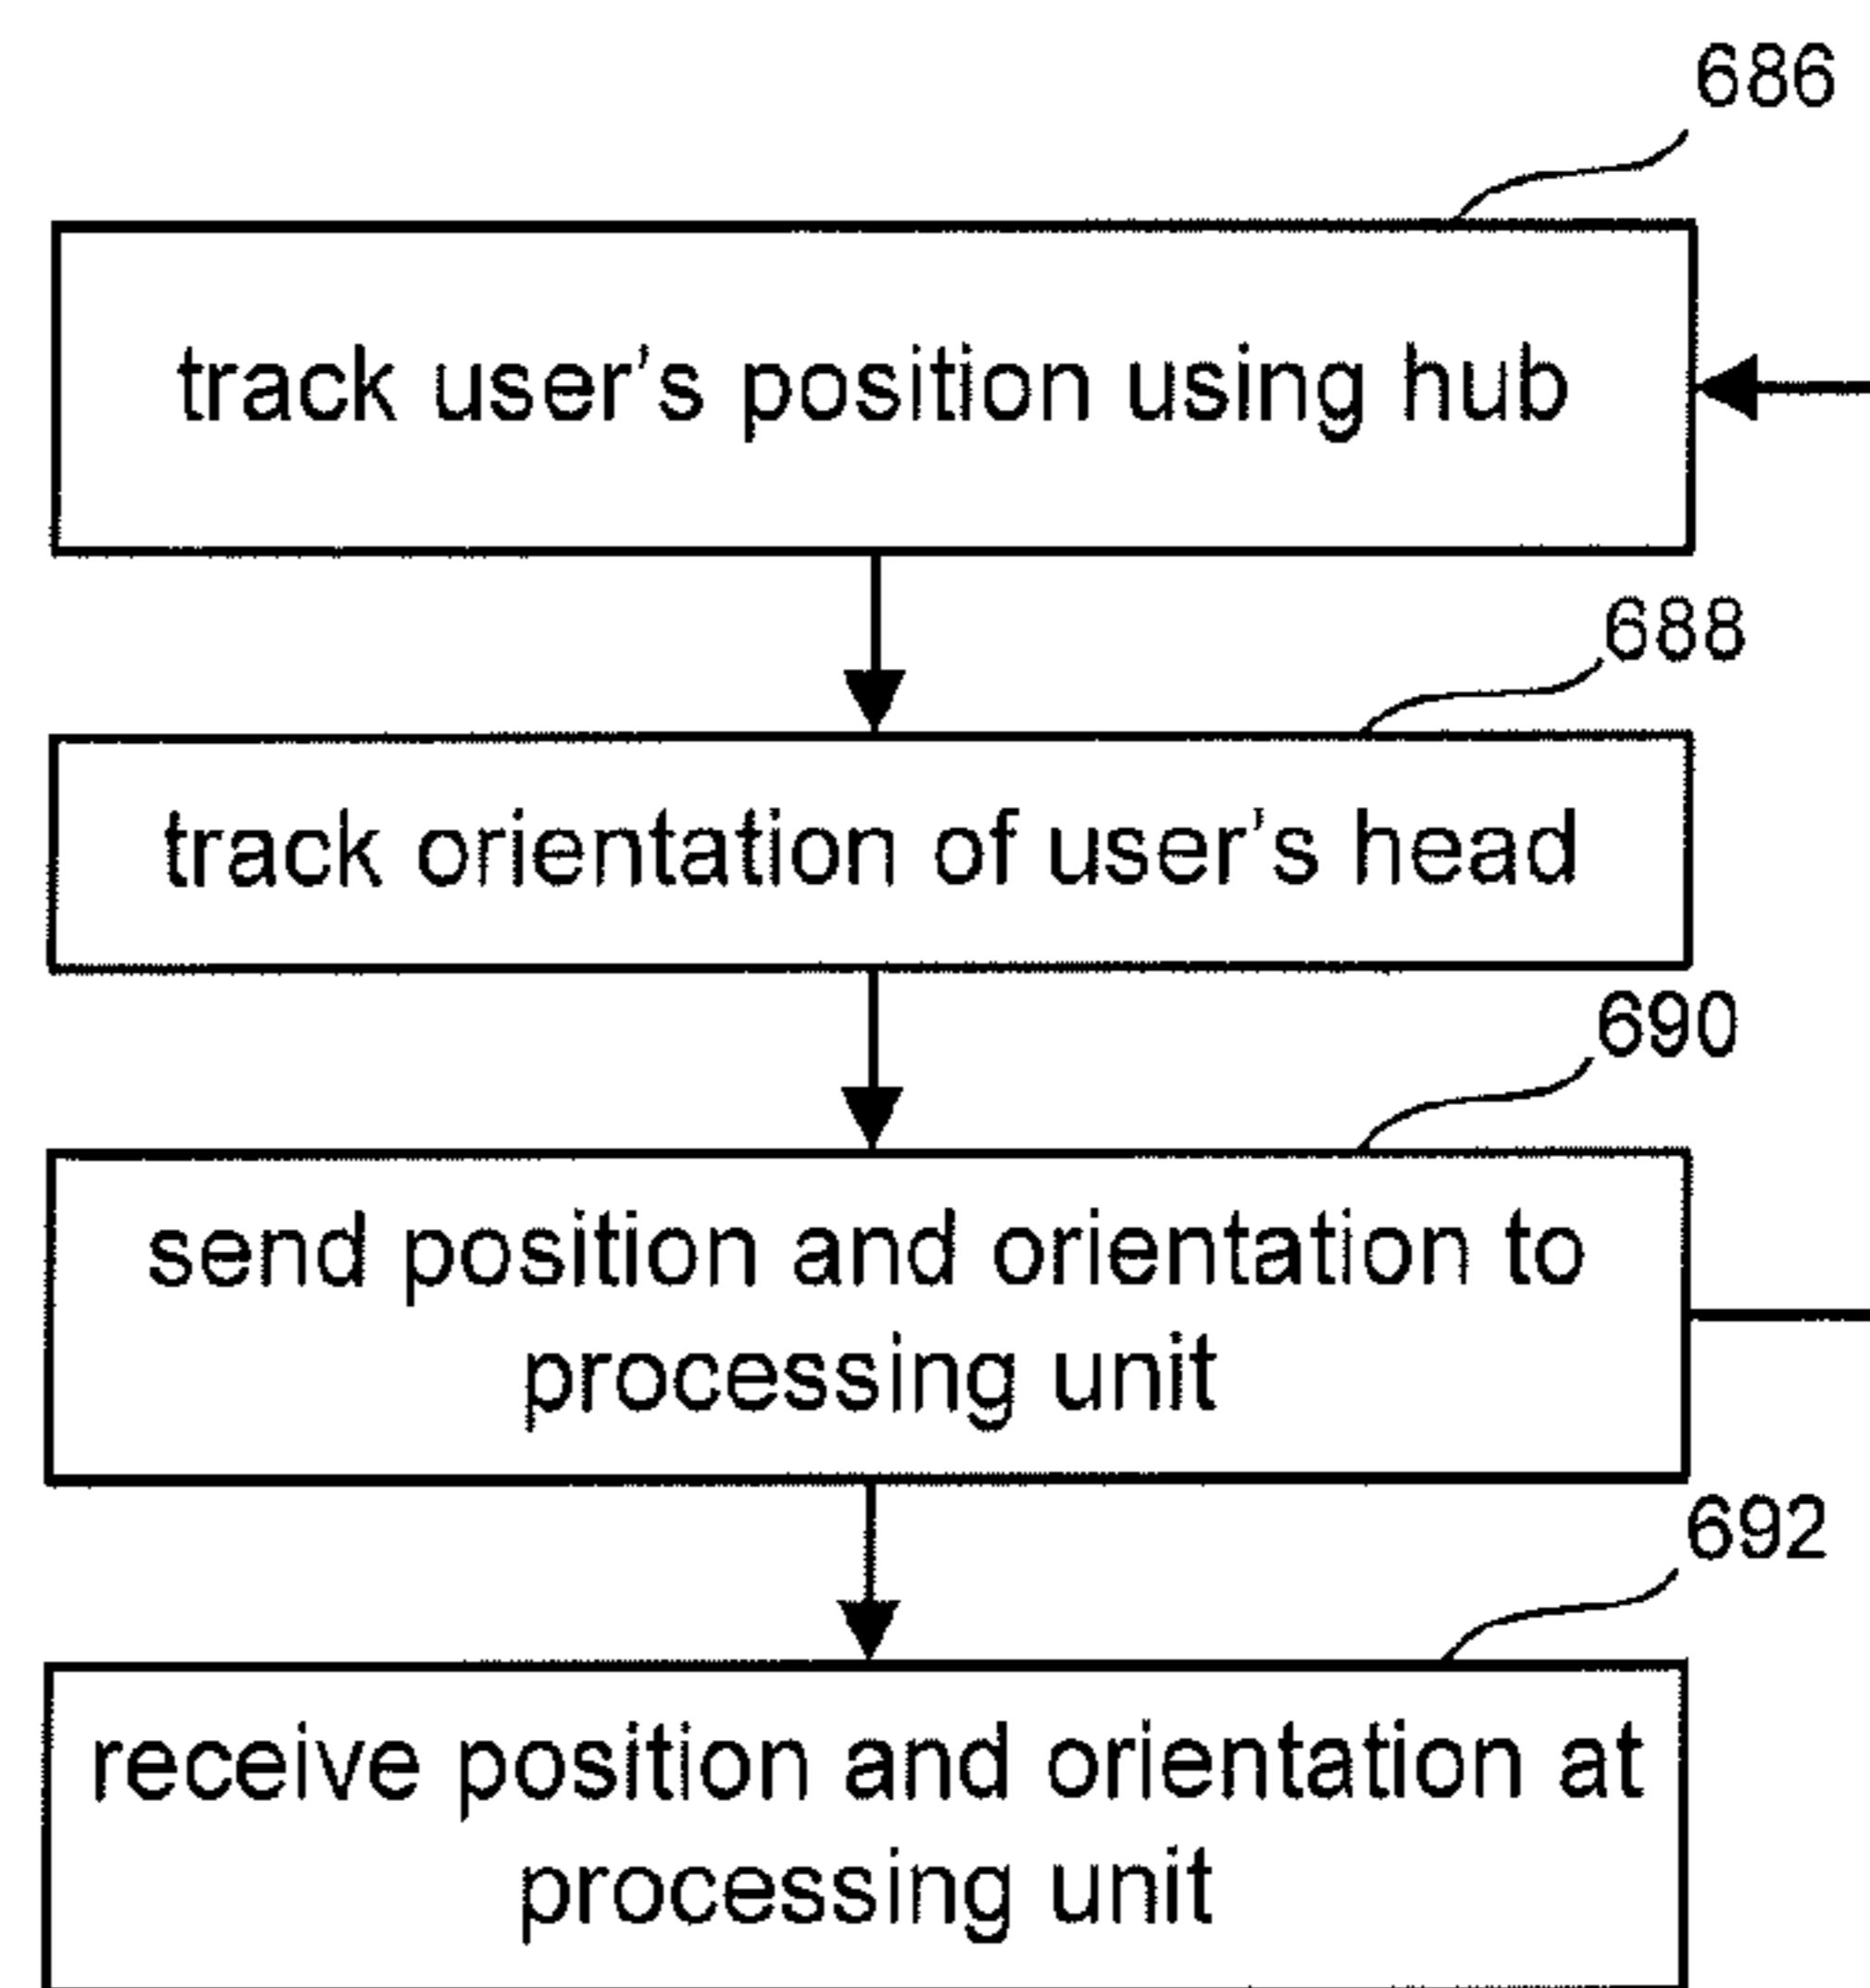 686
track user's position using hub
688
track orientation of user's head
690
send position and orientation to
processing unit
692
receive position and orientation at
processing unit